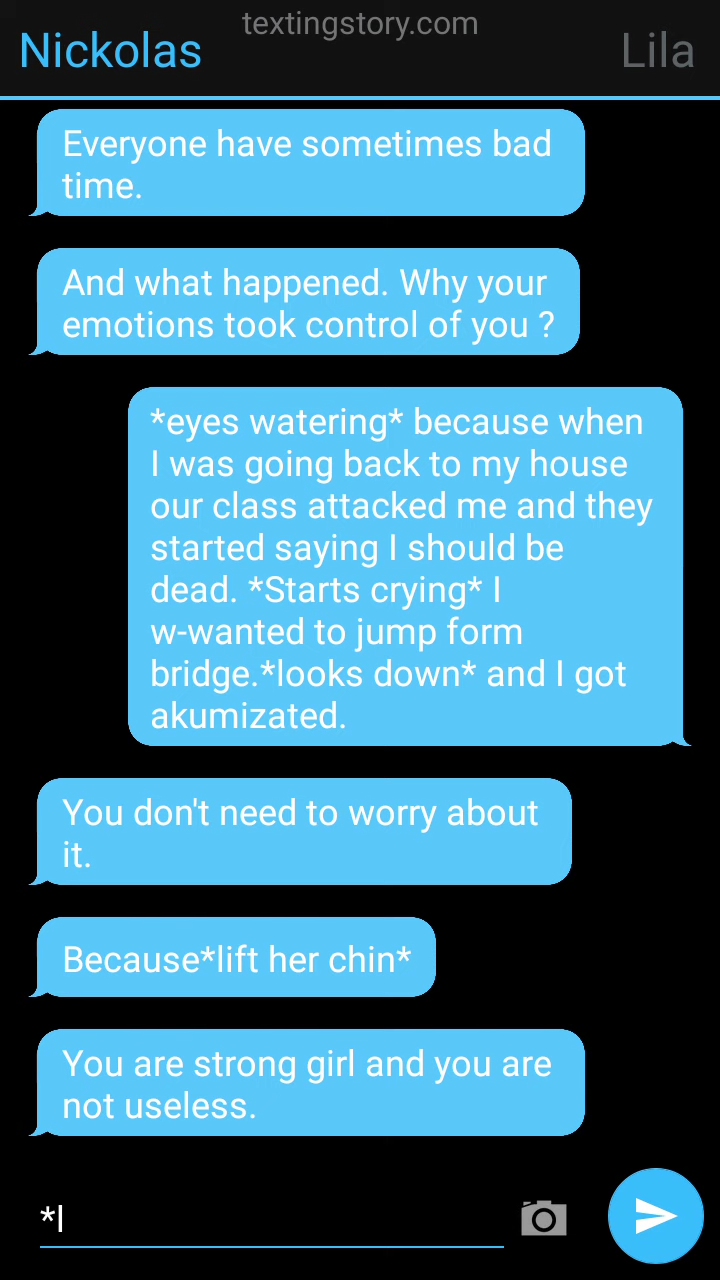 textingstory.com
Nickolas
Lila
Everyone have sometimes bad
time.
And what happened. Why your
emotions took control of you ?
*eyes watering* because when
I was going back to my house
our class attacked me and they
started saying I should be
dead. *Starts crying* I
w-wanted to jump form
bridge.*looks down* and I got
akumizated.
You don't need to worry about
it.
Because*lift her chin*
You are strong girl and you are
not useless.
*